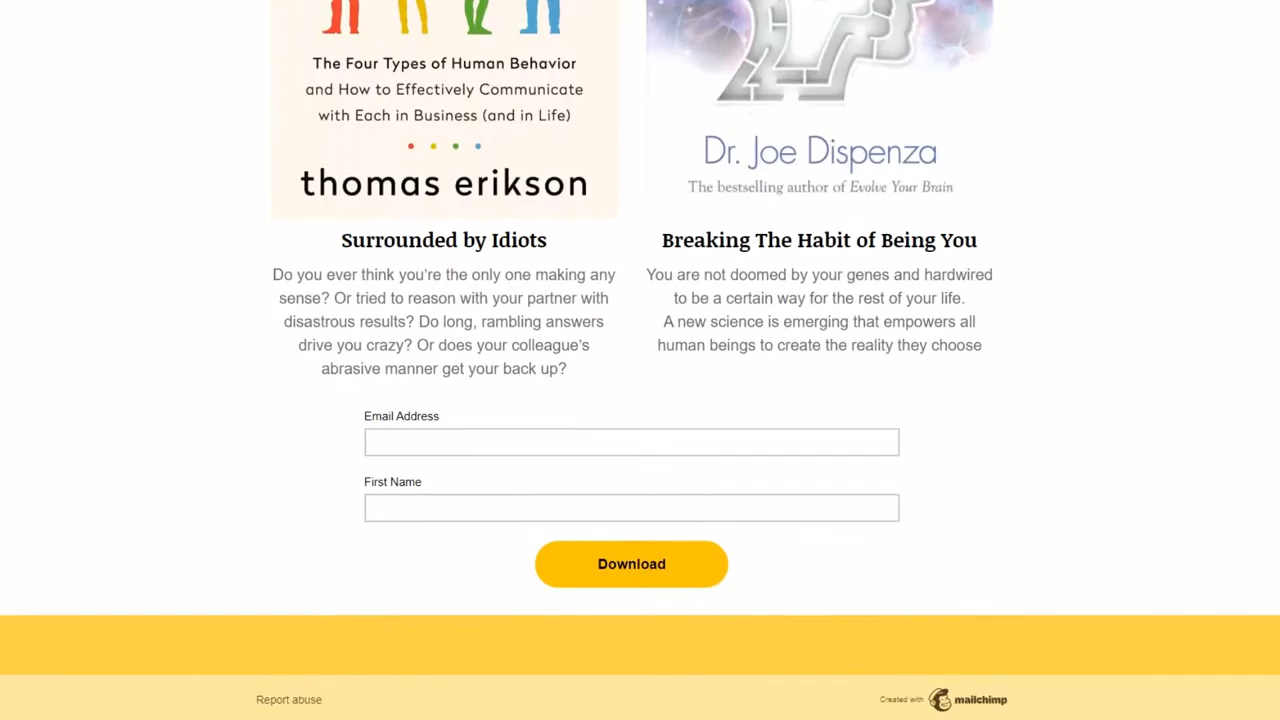 The Four Types of Human Behavior
and How to Effectively Communicate
with Each in Business (and in Life)
thomas erikson
Dr. Joe Dispenza
The bestselling author of Evolve Your Brain
Surrounded by Idiots
Do you ever think you're the only one making any
sense? Or tried to reason with your partner with
disastrous results? Do long, rambling answers
drive you crazy? Or does your colleague's
abrasive manner get your back up?
Breaking The Habit of Being You
You are not doomed by your genes and hardwired
to be a certain way for the rest of your life.
A new science is emerging that empowers all
human beings to create the reality they choose
Email Address
First Name
Download
Report abuse
Created with mailchimp